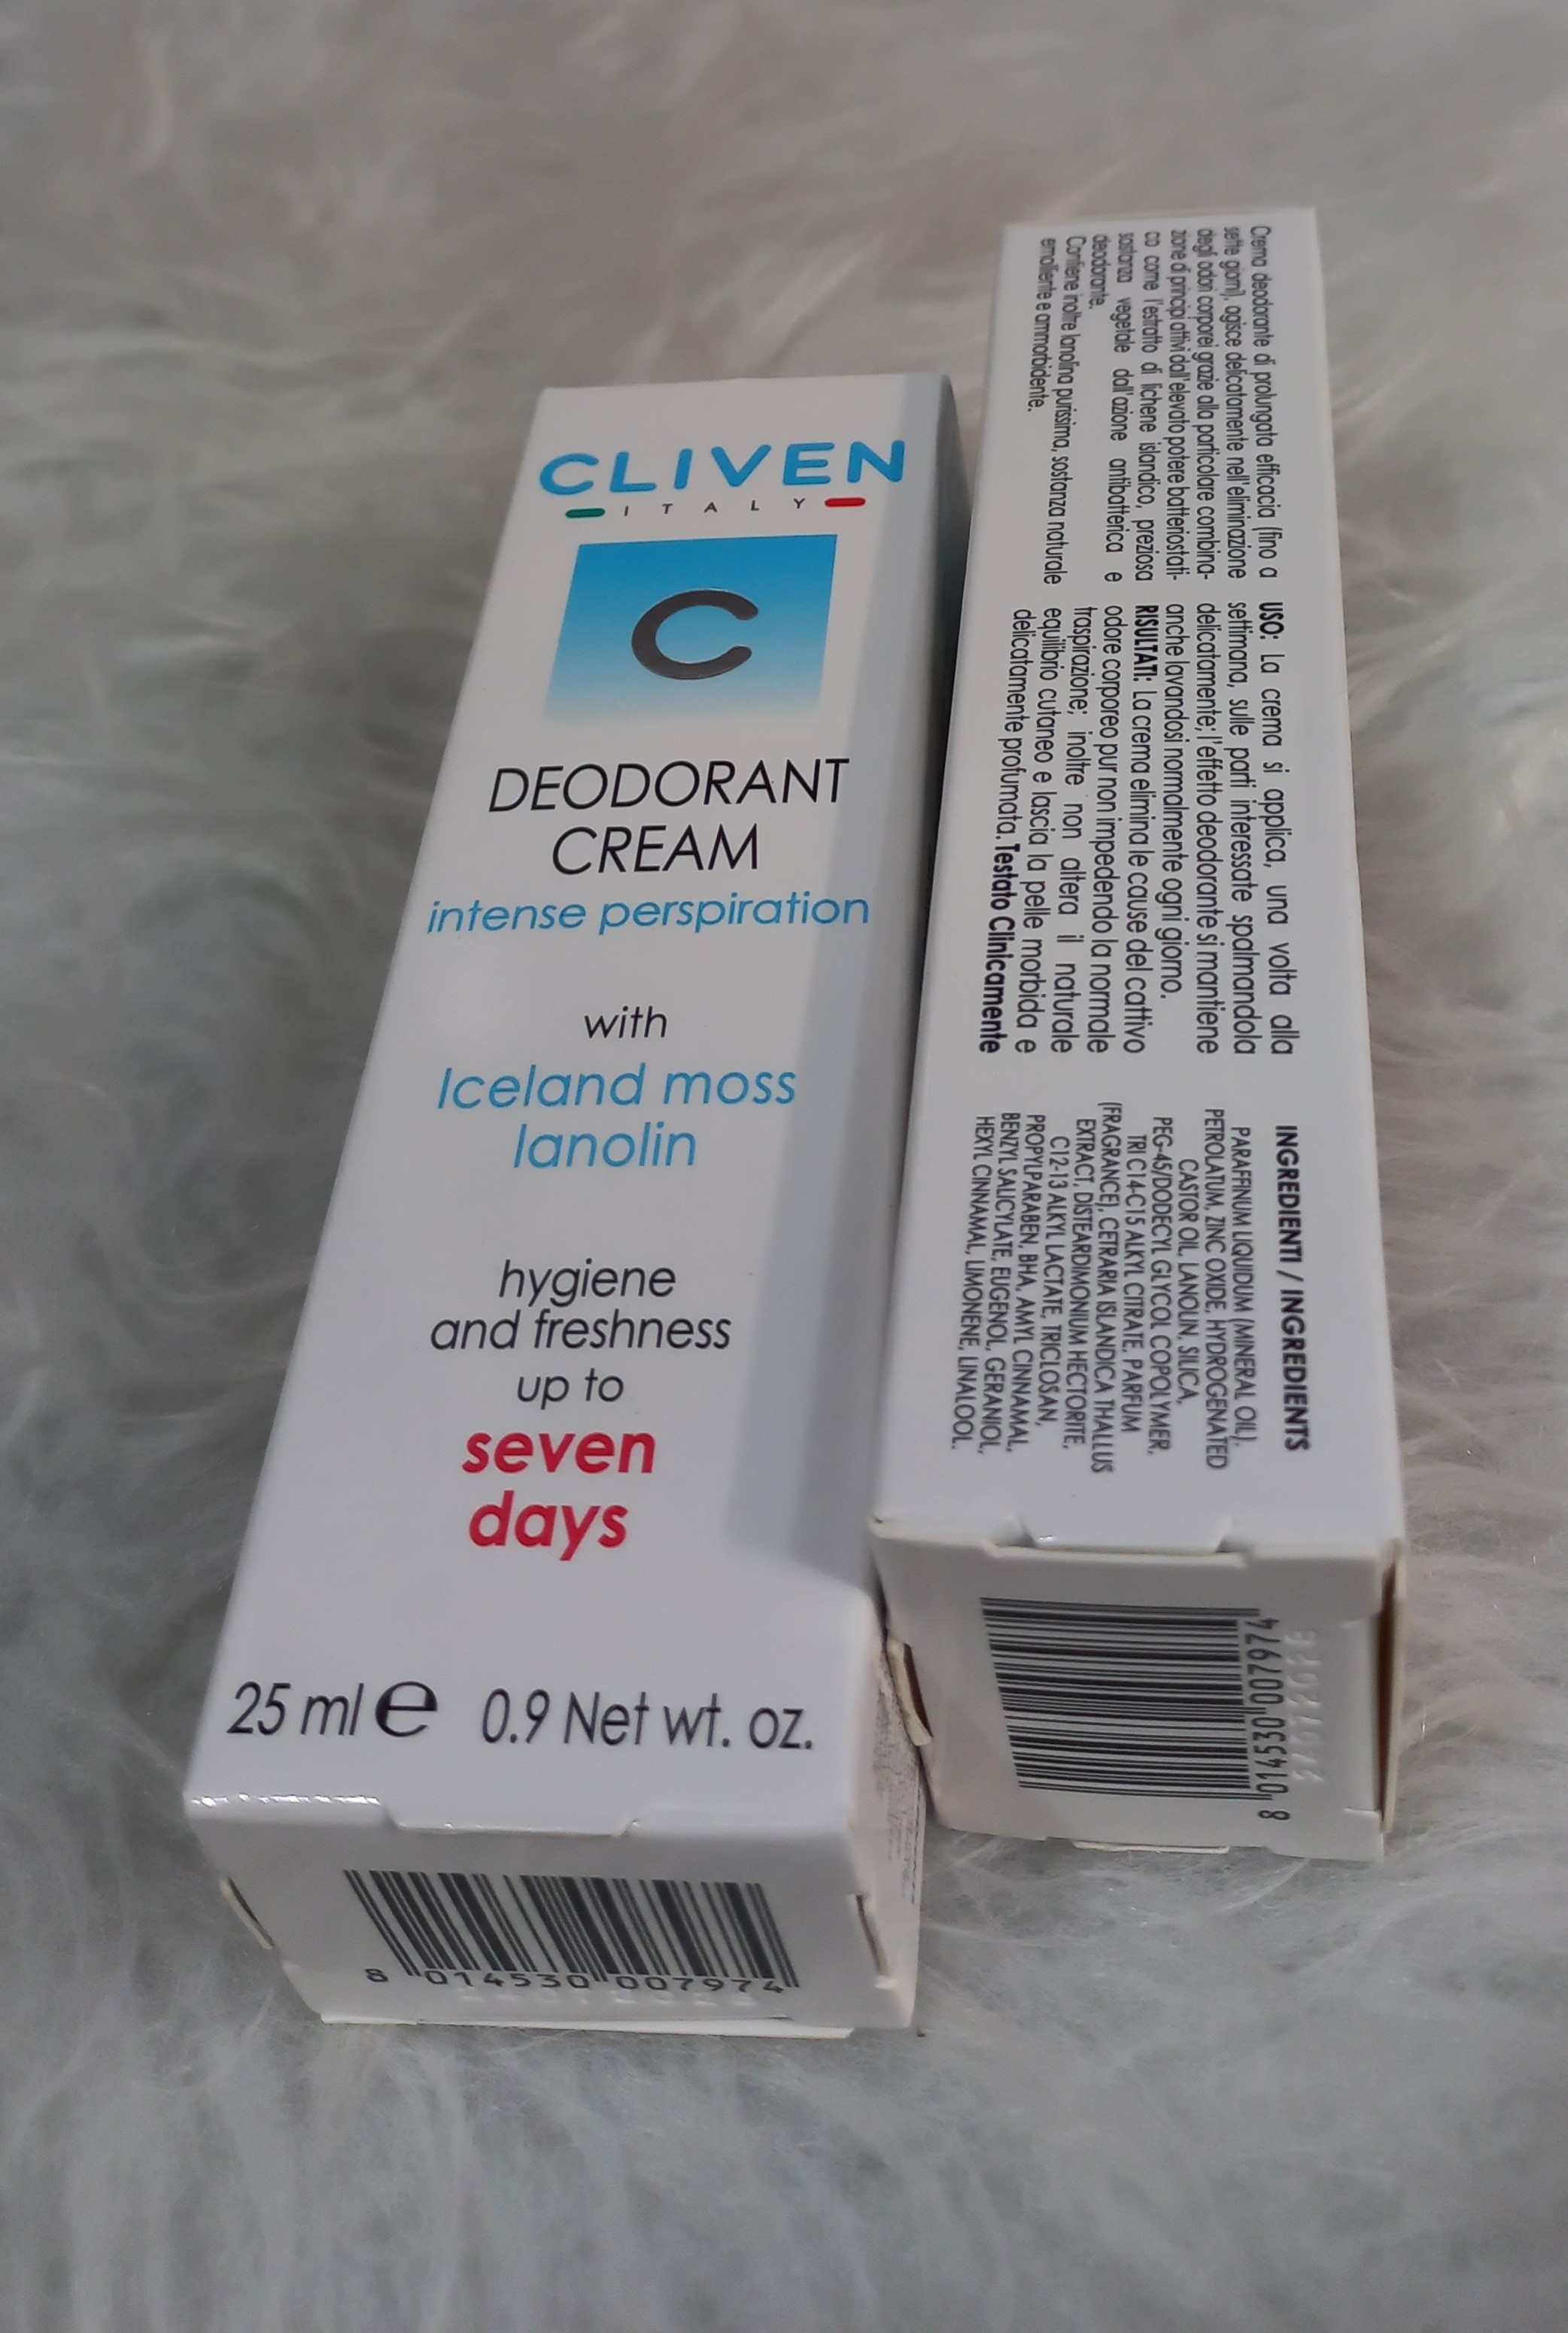 CLIVEN
ITALY
C
DEODORANT
CREAM
intense perspiration
with
Iceland moss
lanolin
hygiene
and freshness
up to
seven
days
25 ml e 0.9 Net wt. oz.
8 014530 007974
Crema deodorante di prolungata efficacia (fino a
sette giorni), agisce delicatamente nell'eliminazione
degli odori corporei grazie alla particolare combina-
zione di principi attivi dall'elevato potere batteriostati-
co come l'estratto di lichene islandico, preziosa
sostanza vegetale dall'azione antibatterica e
deodorante.
Contiene inoltre lanolina purissima, sostanza naturale
emolliente e ammorbidente.
USO: La crema si applica, una volta alla
settimana, sulle parti interessate spalmandola
delicatamente; l'effetto deodorante si mantiene
anche lavandosi normalmente ogni giorno.
RISULTATI: La crema elimina le cause del cattivo
odore corporeo pur non impedendo la normale
traspirazione; inoltre non altera il naturale
equilibrio cutaneo e lascia la pelle morbida e
delicatamente profumata. Testato Clinicamente
INGREDIENTI / INGREDIENTS
PARAFFINUM LIQUIDUM (MINERAL OIL),
PETROLATUM, ZINC OXIDE, HYDROGENATED
CASTOR OIL, LANOLIN, SILICA,
PEG-45/DODECYL GLYCOL COPOLYMER,
TRI C14-C15 ALKYL CITRATE, PARFUM
(FRAGRANCE), CETRARIA ISLANDICA THALLUS
EXTRACT, DISTEARDIMONIUM HECTORITE,
C12-13 ALKYL LACTATE, TRICLOSAN,
PROPYLPARABEN, BHA, AMYL CINNAMAL,
BENZYL SALICYLATE, EUGENOL, GERANIOL,
HEXYL CINNAMAL, LIMONENE, LINALOOL.
8 014530 007974